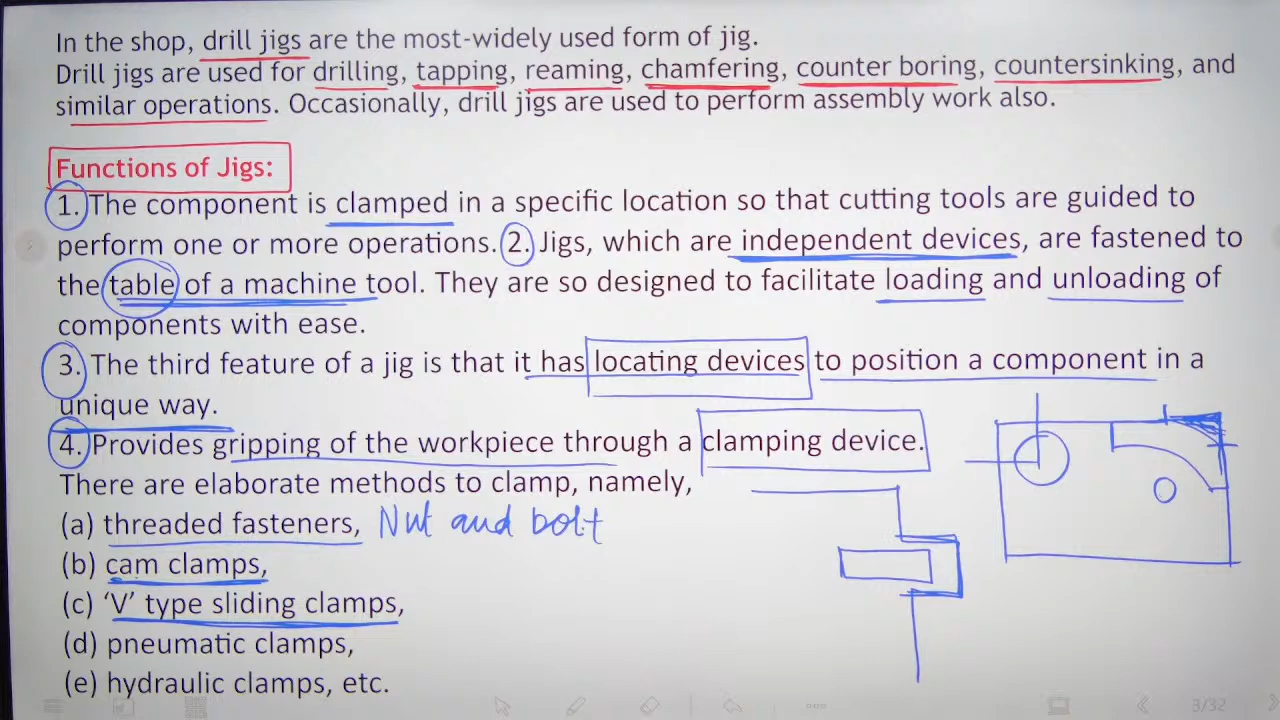 In the shop, drill jigs are the most-widely used form of jig.
Drill jigs are used for drilling, tapping, reaming, chamfering, counter boring, countersinking, and
similar operations. Occasionally, drill jigs are used to perform assembly work also.
Functions of Jigs:
1. The component is clamped in a specific location so that cutting tools are guided to
perform one or more operations. 2. Jigs, which are independent devices, are fastened to
the table of a machine tool. They are so designed to facilitate loading and unloading of
components with ease.
3. The third feature of a jig is that it has locating devices to position a component in a
unique way.
4. Provides gripping of the workpiece through a clamping device.
There are elaborate methods to clamp, namely,
(a) threaded fasteners, Nut and bolt
(b) cam clamps,
(c) ‘V’ type sliding clamps,
(d) pneumatic clamps,
(e) hydraulic clamps, etc.
3/32